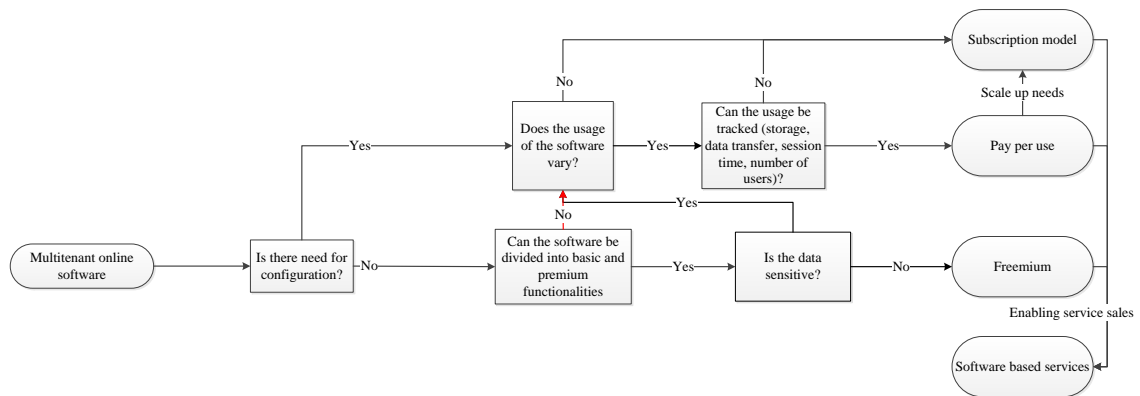 Subscription model
No
No
Scale up needs
Does the usage
of the software
vary?
Can the usage be
tracked (storage,
data transfer, session
time, number of
users)?
Yes
Yes
Yes
Pay per use
Yes
No
Multitenant online
software
Is there need for
configuration?
No
Can the software be
divided into basic and
premium
functionalities
Yes
Is the data
sensitive?
No
Freemium
Enabling service sales
Software based services